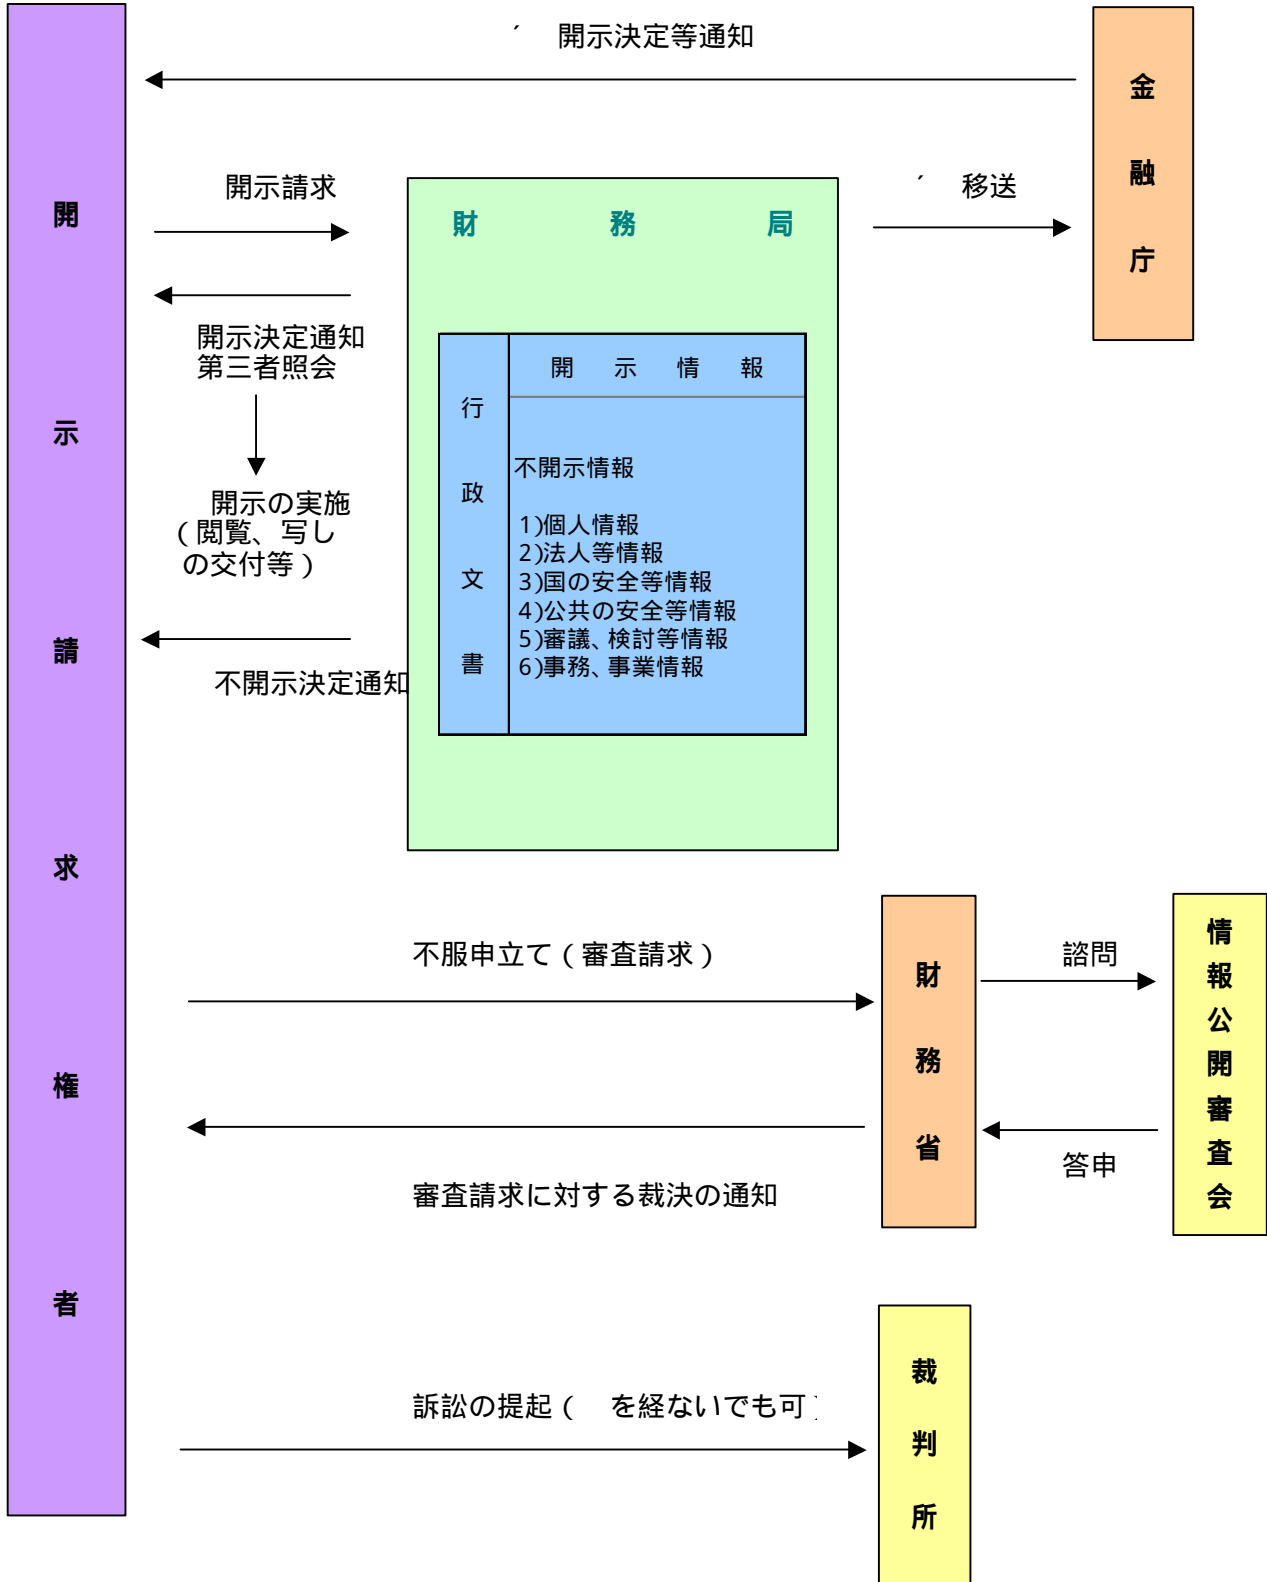 ´ 開示決定等通知
金融庁
開示請求権者
開示請求
財務局
´ 移送
開示決定通知
第三者照会
開示の実施
(閲覧、写し
の交付等)
不開示決定通知
行政文書
開示情報
不開示情報
1)個人情報
2)法人等情報
3)国の安全等情報
4)公共の安全等情報
5)審議、検討等情報
6)事務、事業情報
不服申立て(審査請求)
財務省
諮問
情報公開審査会
答申
審査請求に対する裁決の通知
訴訟の提起( を経ないでも可)
裁判所